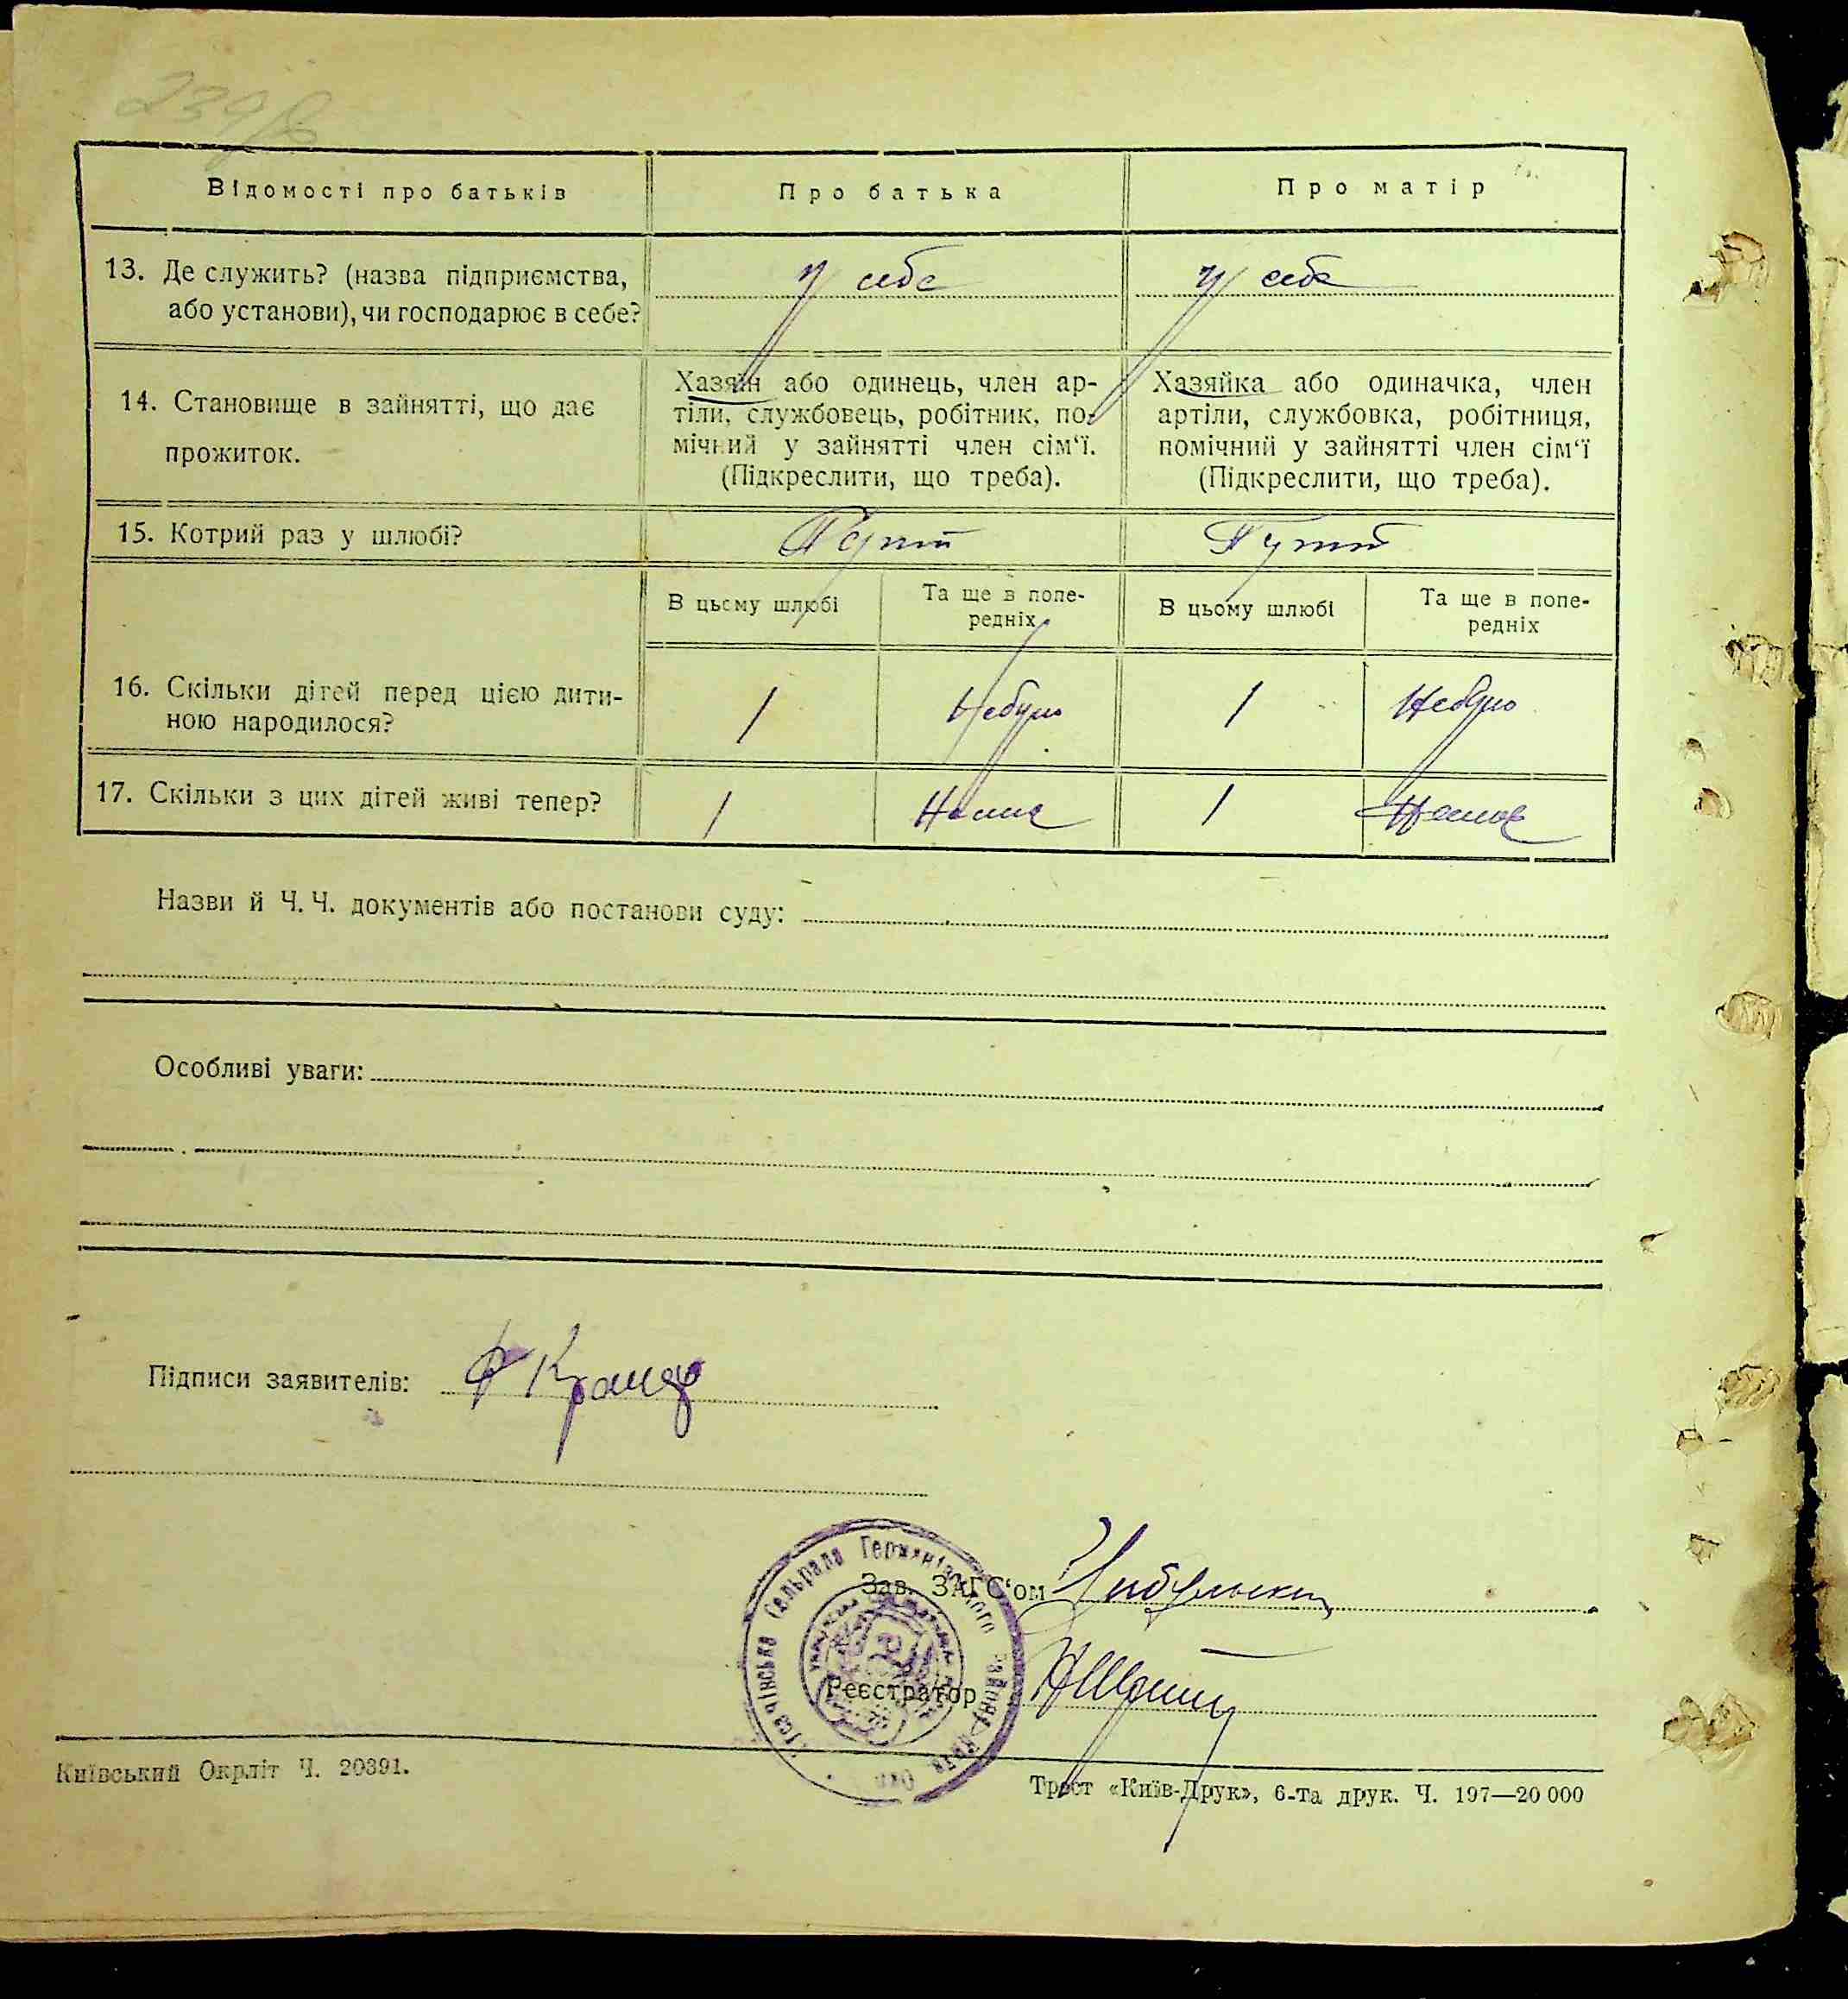 Відомості про батьків
Про батька
Про матір
13. Де служить? (назва підприємства, або установи), чи господарює в себе?
у себе
у себе
14. Становище в зайнятті, що дає прожиток.
Хазяїн або одинець, член ар-
тіли, службовець, робітник, по-
мічний у зайнятті член сім‘ї.
(Підкреслити, що треба).
Хазяйка або одиначка, член
артіли, службовка, робітниця,
помічний у зайнятті член сім‘ї
(Підкреслити, що треба).
15. Котрий раз у шлюбі?
В цьому шлюбі
Та ще в попе-
редніх
В цьому шлюбі
Та ще в попе-
редніх
16. Скільки дітей перед цією дити-
ною народилося?
1
Небуло
1
Небуло
17. Скільки з цих дітей живі тепер?
1
Нема
1
Назви й Ч. Ч. документів або постанови суду:
Особливі уваги:
Підписи заявителів:
Зав. ЗАГС‘ом
Реєстратор
Київський Окрліт Ч. 20391.
Трест «Київ-Друк», 6-та друк. Ч. 197—20 000